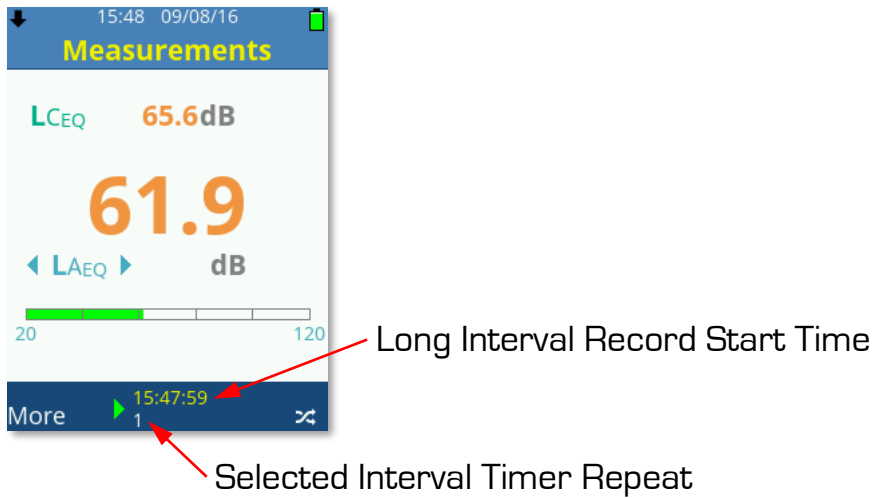 15:48 09/08/16
Measurements
LCEQ 65.6dB
61.9
LAEQ dB
20 120
Long Interval Record Start Time
15:47:59
More 1
Selected Interval Timer Repeat